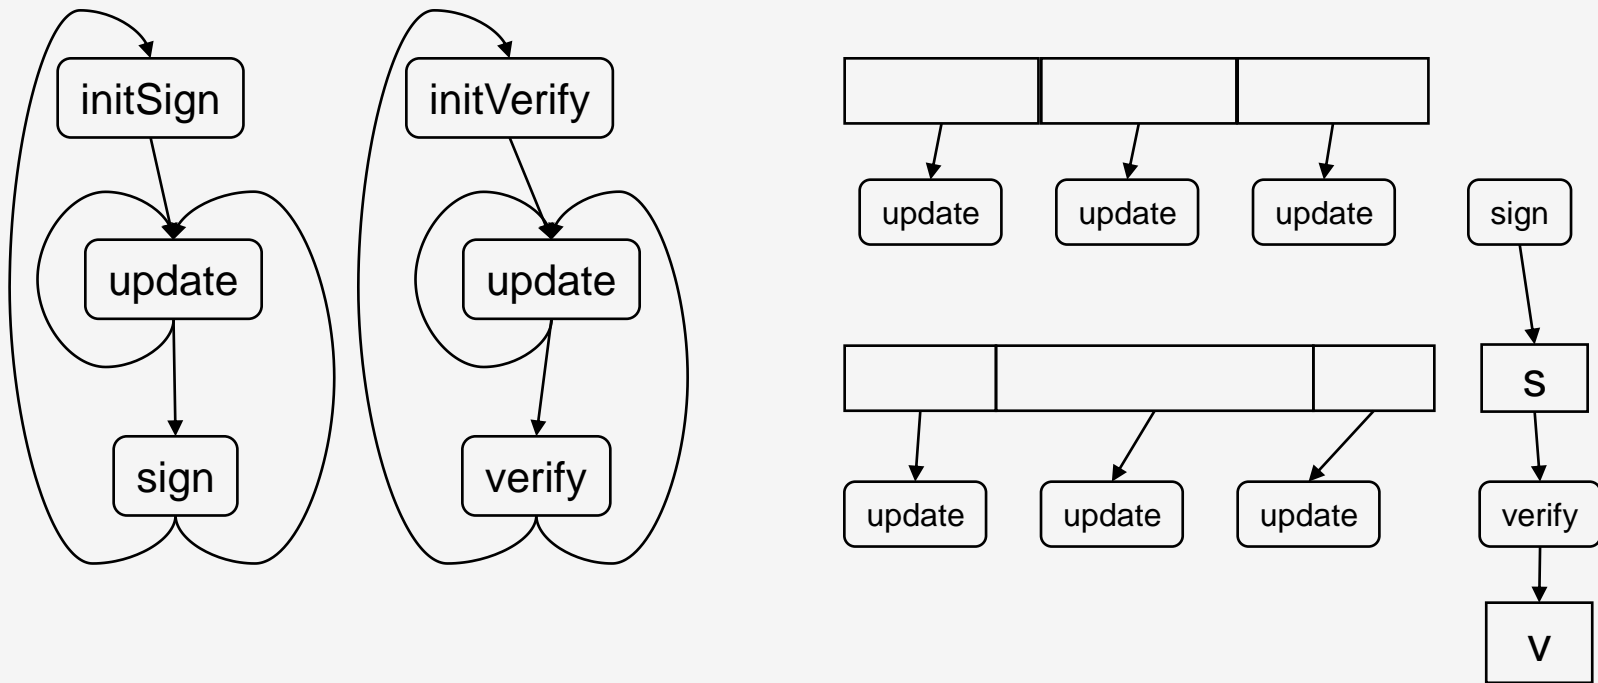 initSign
update
sign
initVerify
update
verify
update
update
update
sign
s
update
update
update
verify
v